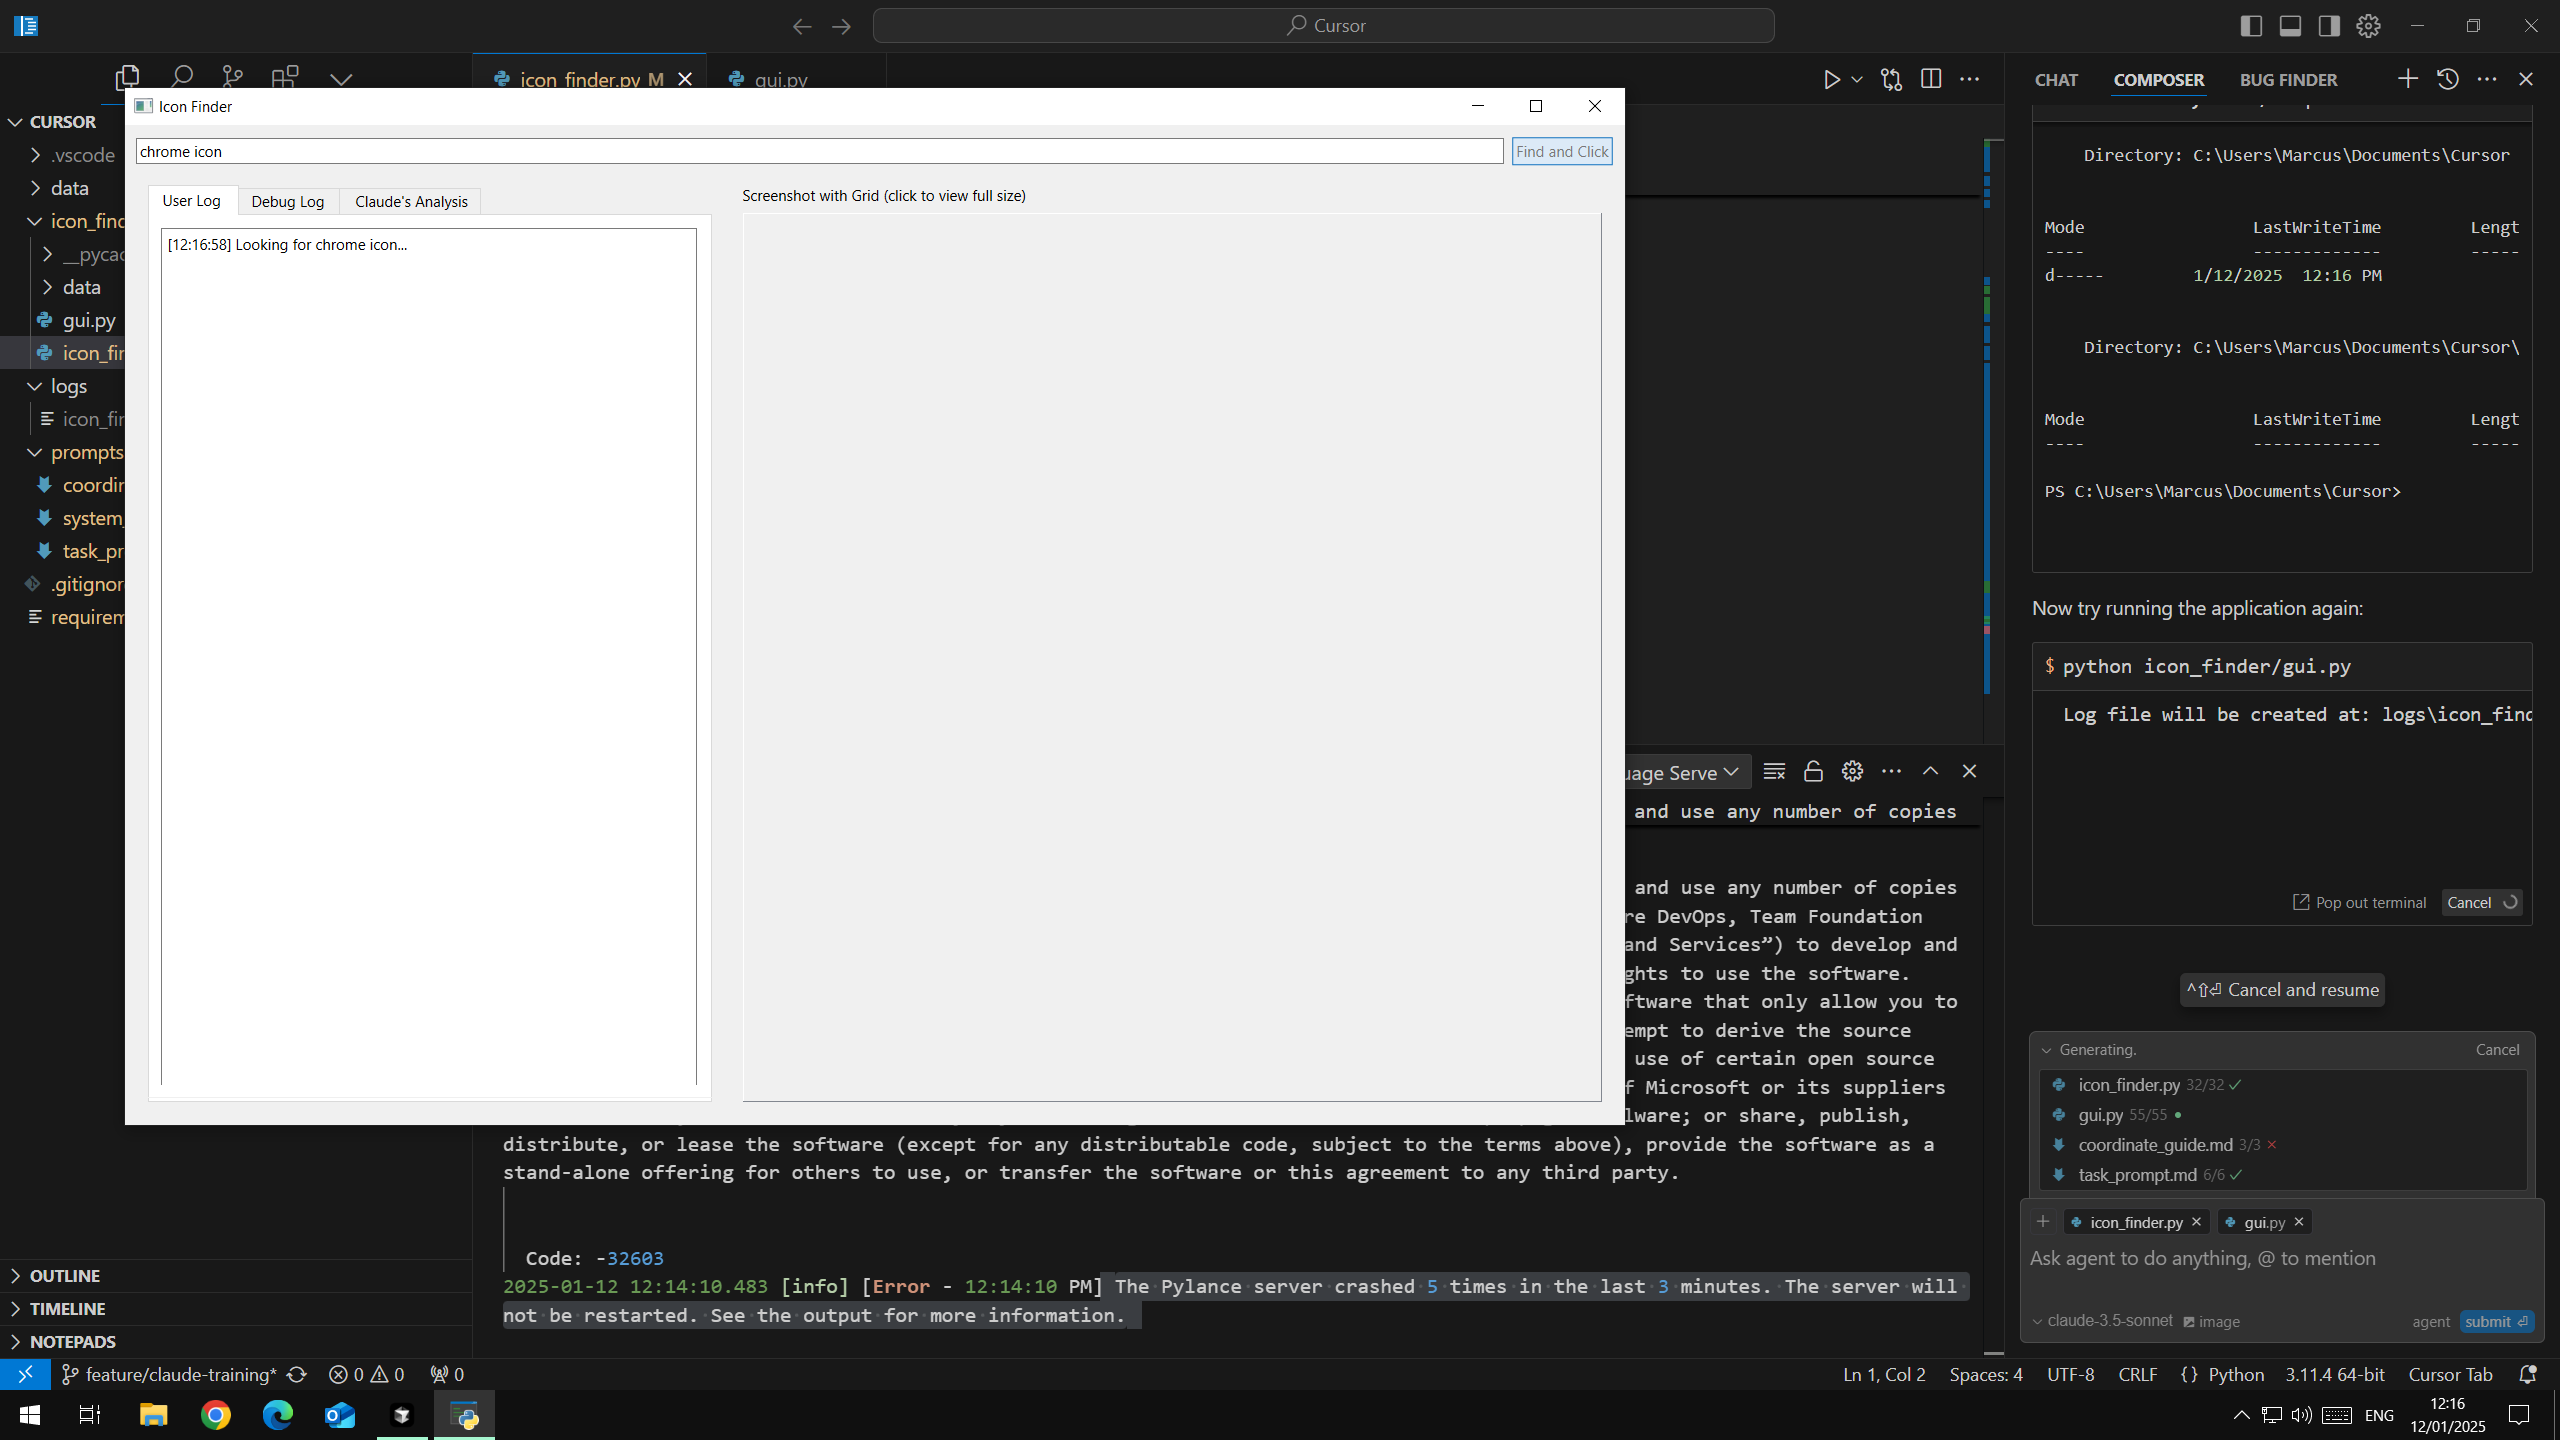 Cursor
icon_finder.py M
gui.py
CHAT
COMPOSER
BUG FINDER
CURSOR
.vscode
data
icon_find
__pycac
data
gui.py
icon_fir
logs
icon_fir
prompts
coordir
system_
task_pr
.gitignor
requirem
OUTLINE
TIMELINE
NOTEPADS
Icon Finder
chrome icon
Find and Click
User Log
Debug Log
Claude's Analysis
Screenshot with Grid (click to view full size)
[12:16:58] Looking for chrome icon...
uage Serve
and use any number of copies
and use any number of copies
re DevOps, Team Foundation
and Services”) to develop and
ghts to use the software.
ftware that only allow you to
empt to derive the source
use of certain open source
f Microsoft or its suppliers
lware; or share, publish,
distribute, or lease the software (except for any distributable code, subject to the terms above), provide the software as a
stand-alone offering for others to use, or transfer the software or this agreement to any third party.
Code: -32603
2025-01-12 12:14:10.483 [info] [Error - 12:14:10 PM] The Pylance server crashed 5 times in the last 3 minutes. The server will
not be restarted. See the output for more information.
Directory: C:\Users\Marcus\Documents\Cursor
Mode LastWriteTime Lengt
---- ------------- -----
d----- 1/12/2025 12:16 PM
Directory: C:\Users\Marcus\Documents\Cursor\
Mode LastWriteTime Lengt
---- ------------- -----
PS C:\Users\Marcus\Documents\Cursor>
Now try running the application again:
$ python icon_finder/gui.py
Log file will be created at: logs\icon_find
Pop out terminal
Cancel
^⇧⏎ Cancel and resume
Generating.
Cancel
icon_finder.py 32/32 ✓
gui.py 55/55 •
coordinate_guide.md 3/3 ×
task_prompt.md 6/6 ✓
icon_finder.py
gui.py
Ask agent to do anything, @ to mention
claude-3.5-sonnet
image
agent
submit ⏎
feature/claude-training*
0
0
0
Ln 1, Col 2
Spaces: 4
UTF-8
CRLF
{ } Python
3.11.4 64-bit
Cursor Tab
ENG
12:16
12/01/2025